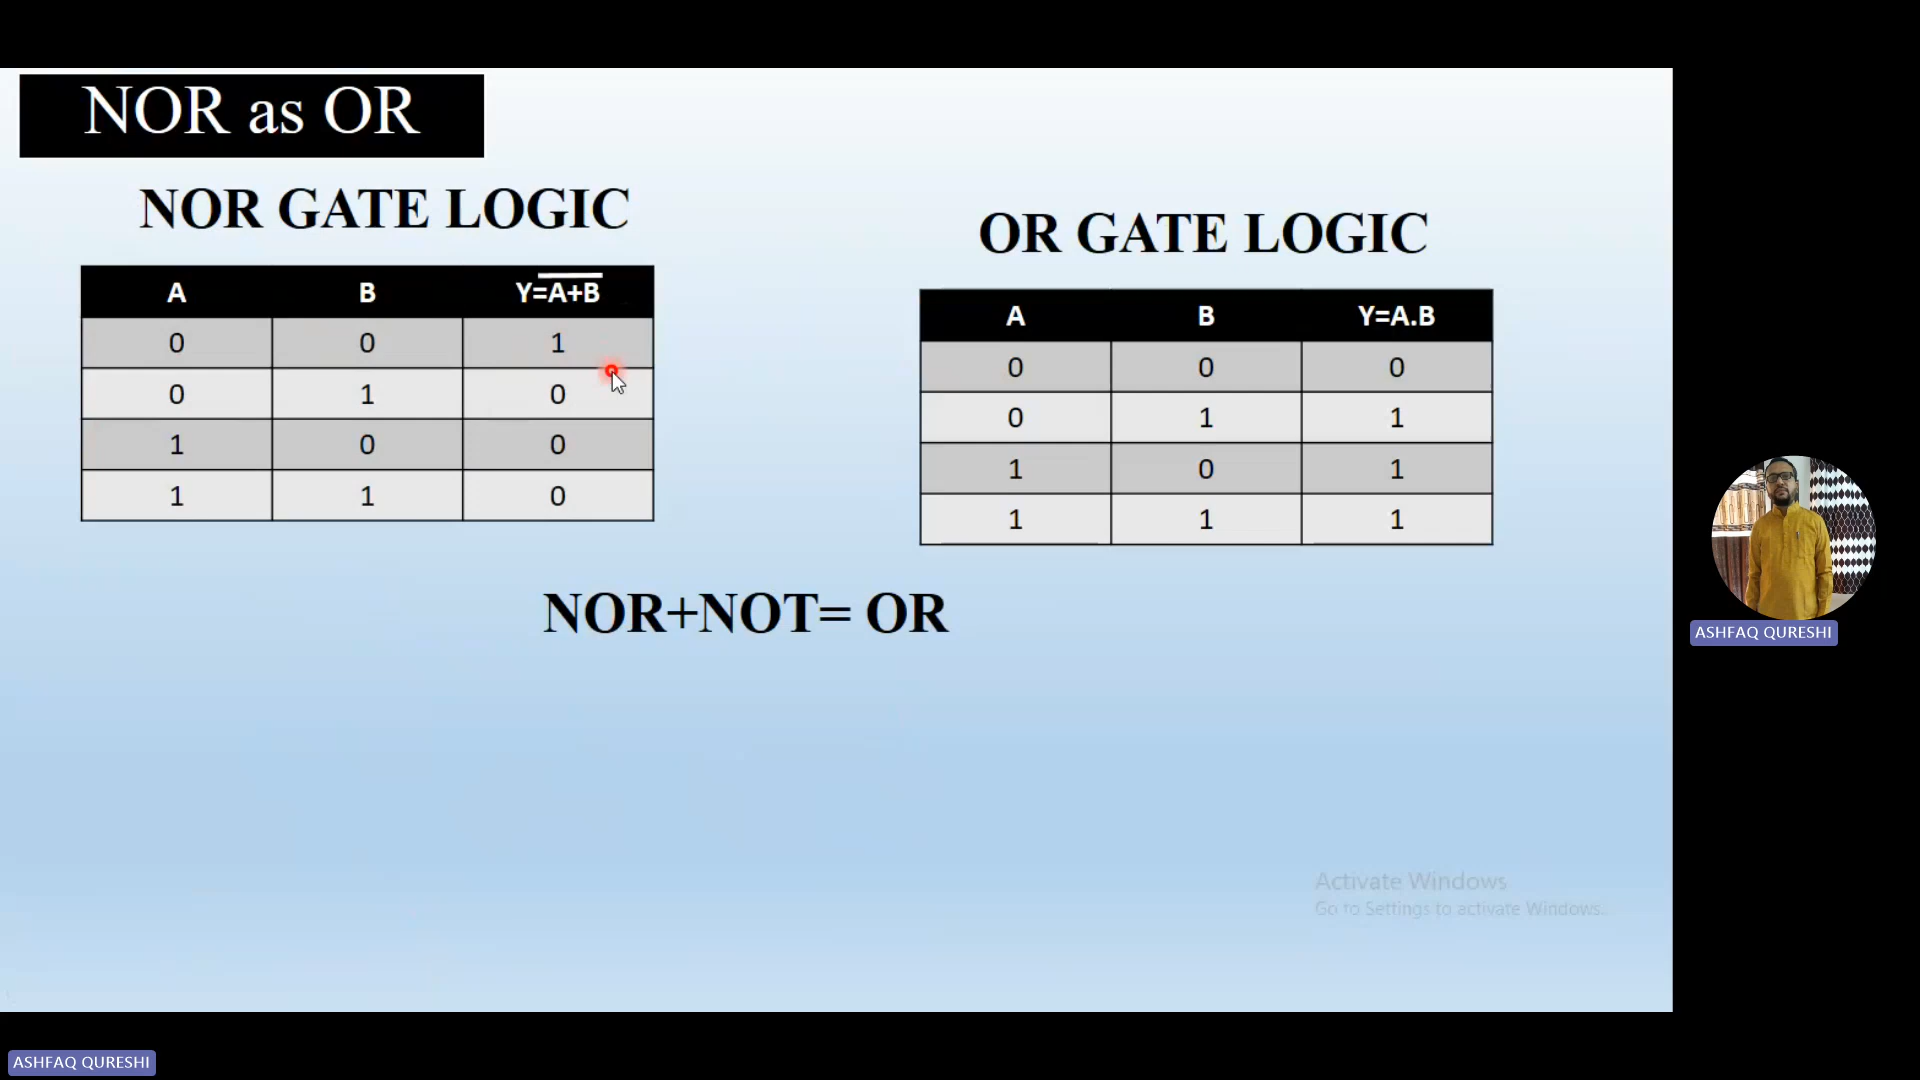 NOR as OR
NOR GATE LOGIC
A B Y=A+B
0 0 1
0 1 0
1 0 0
1 1 0
OR GATE LOGIC
A B Y=A.B
0 0 0
0 1 1
1 0 1
1 1 1
NOR+NOT= OR
Activate Windows
Go to Settings to activate Windows.
ASHFAQ QURESHI
ASHFAQ QURESHI